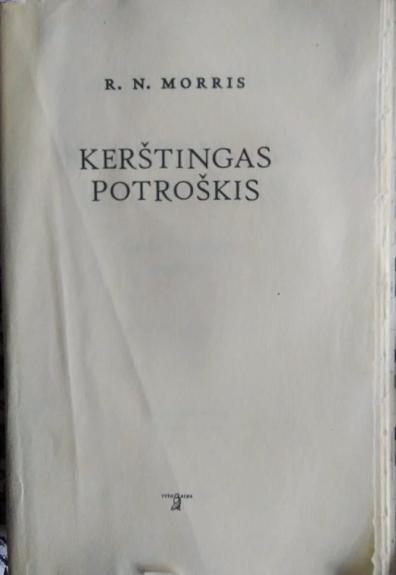 R. N. MORRIS
KERŠTINGAS
POTROŠKIS